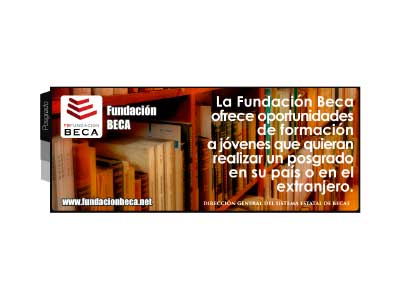 Posgrado
FUNDACIÓN
BECA
Fundación
BECA
La Fundación Beca
ofrece oportunidades
de formación
a jóvenes que quieran
realizar un posgrado
en su país o en el
extranjero.
www.fundacionbeca.net
DIRECCIÓN GENERAL DEL SISTEMA ESTATAL DE BECAS